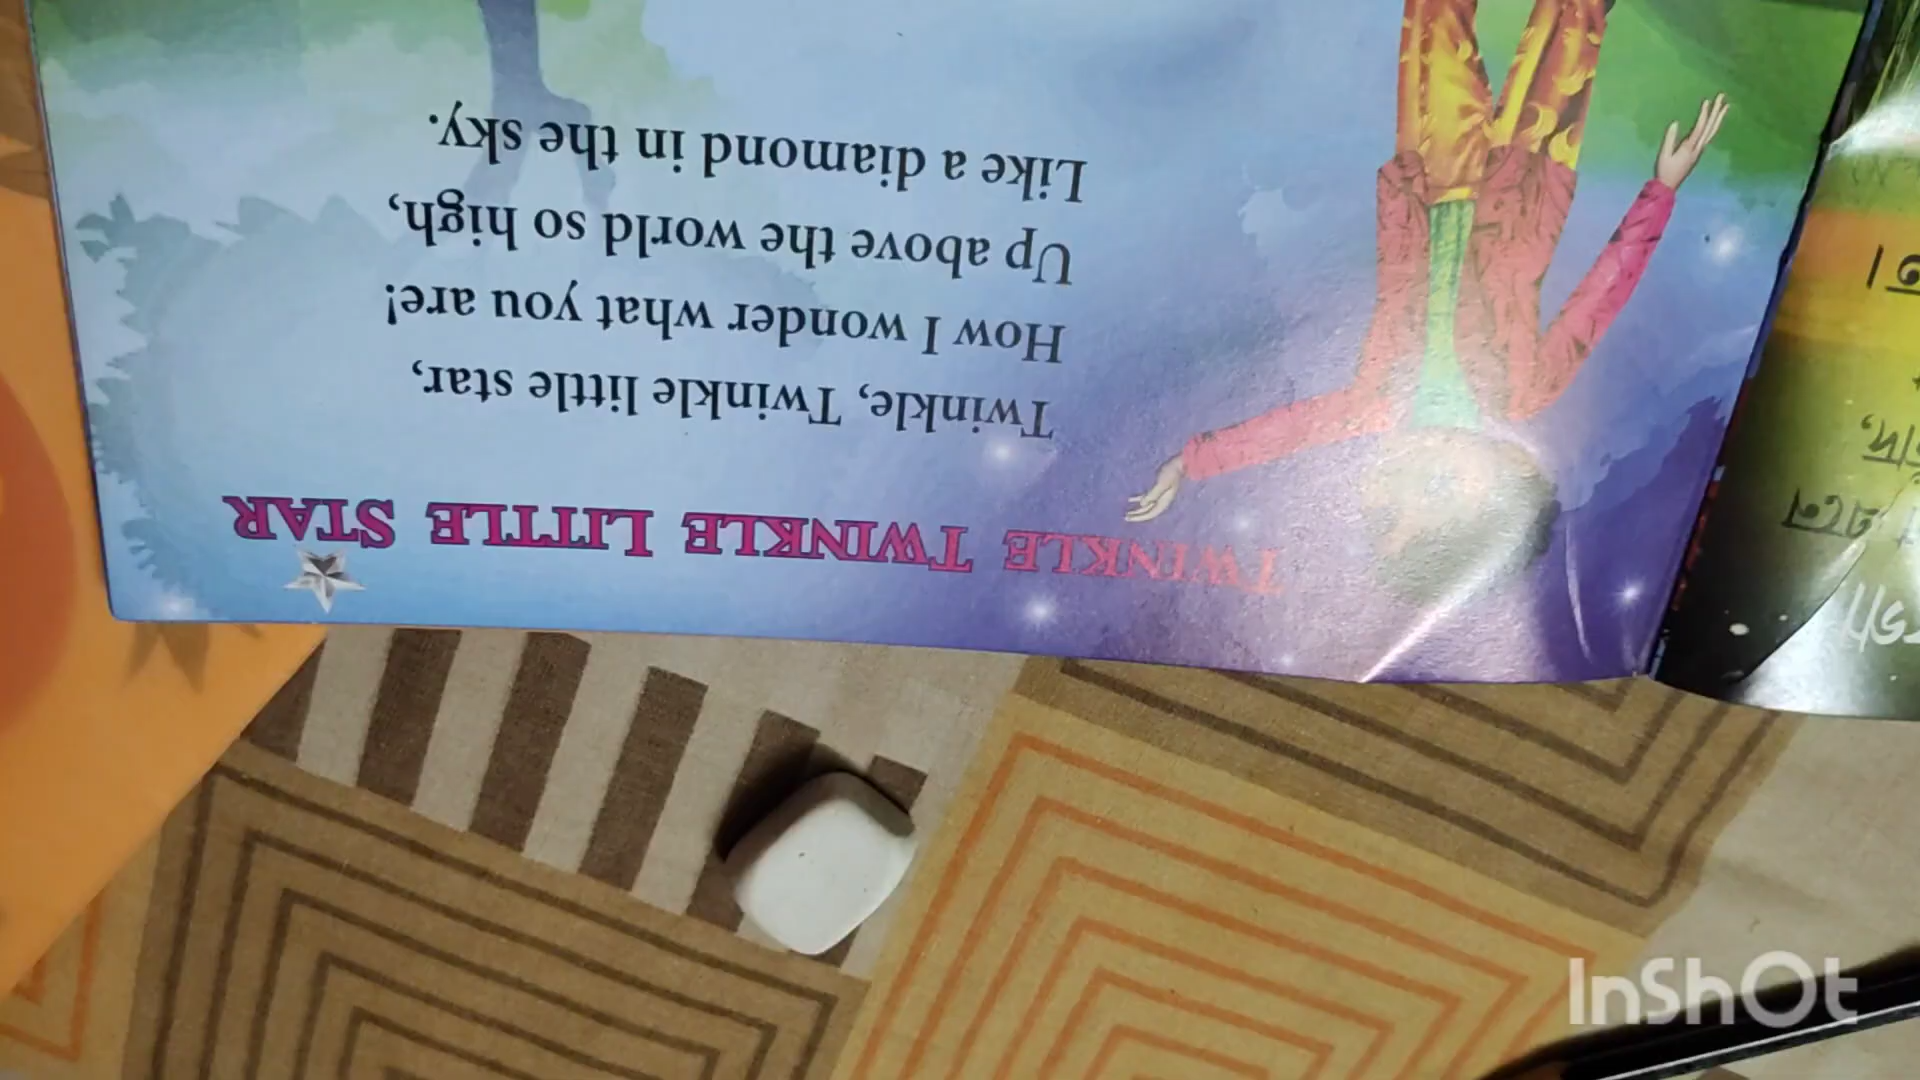 TWINKLE TWINKLE LITTLE STAR
Twinkle, Twinkle little star,
How I wonder what you are!
Up above the world so high,
Like a diamond in the sky.
InShOt